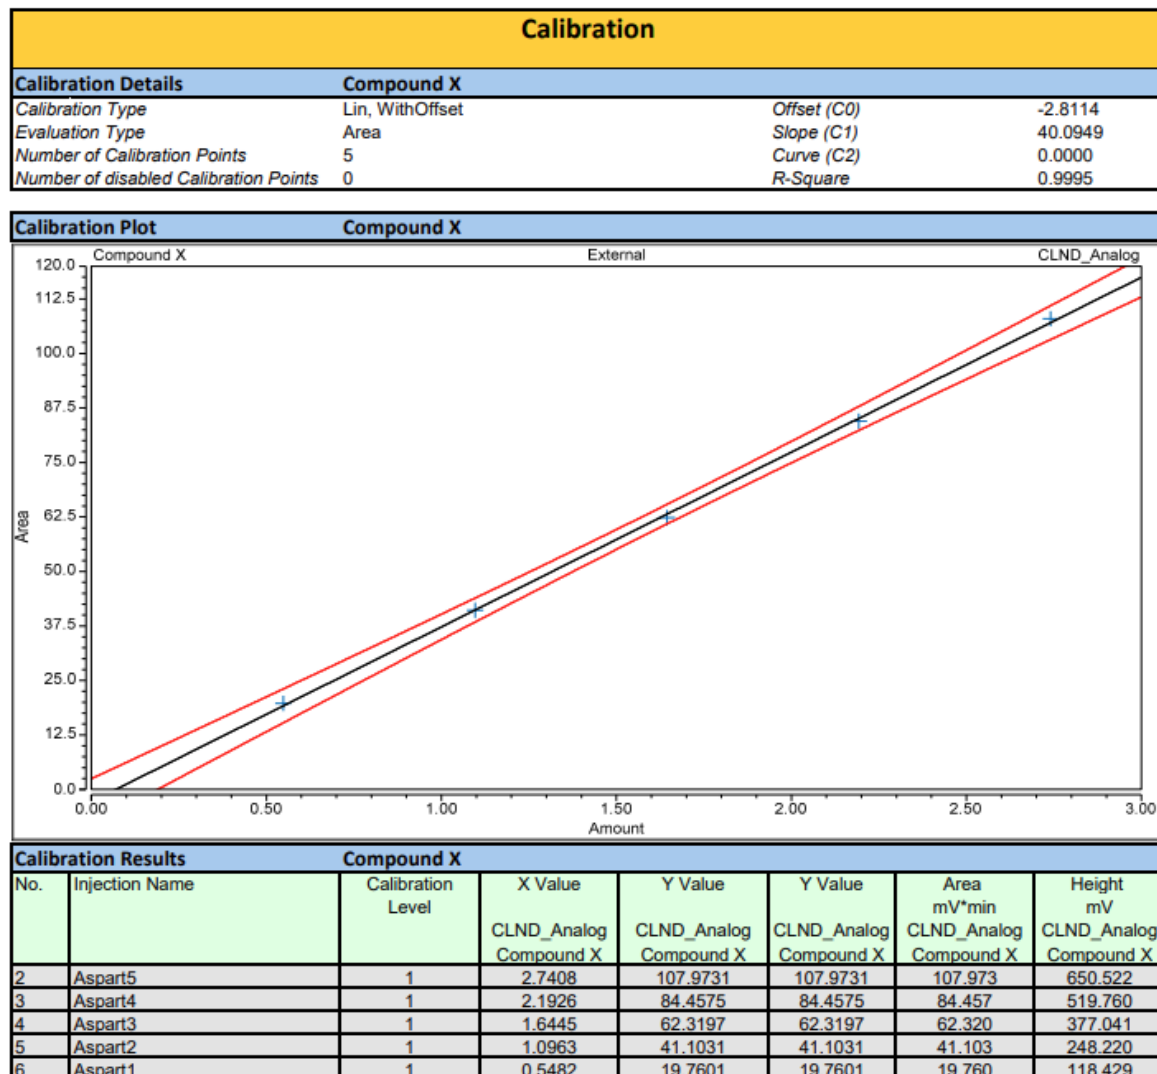 Calibration
Calibration Details Compound X
Calibration Type Lin, WithOffset Offset (C0) -2.8114
Evaluation Type Area Slope (C1) 40.0949
Number of Calibration Points 5 Curve (C2) 0.0000
Number of disabled Calibration Points 0 R-Square 0.9995
Calibration Plot Compound X
Compound X External CLND_Analog
120.0
112.5
100.0
87.5
75.0
62.5
50.0
37.5
25.0
12.5
0.0
Area
0.00 0.50 1.00 1.50 2.00 2.50 3.00
Amount
Calibration Results Compound X
No. Injection Name Calibration X Value Y Value Y Value Area Height
Level mV*min mV
CLND_Analog CLND_Analog CLND_Analog CLND_Analog CLND_Analog
Compound X Compound X Compound X Compound X Compound X
2 Aspart5 1 2.7408 107.9731 107.9731 107.973 650.522
3 Aspart4 1 2.1926 84.4575 84.4575 84.457 519.760
4 Aspart3 1 1.6445 62.3197 62.3197 62.320 377.041
5 Aspart2 1 1.0963 41.1031 41.1031 41.103 248.220
6 Aspart1 1 0.5482 19.7601 19.7601 19.760 118.429